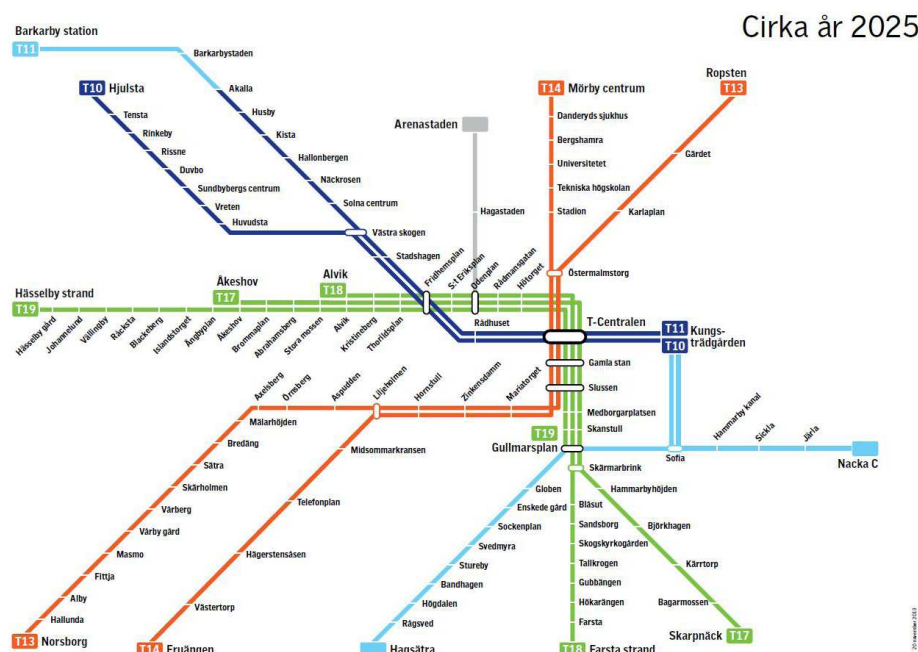 Cirka år 2025
Barkarby station
T11
Barkarbystaden
Akalla
Husby
Kista
Hallonbergen
Näckrosen
Solna centrum
Västra skogen
Stadshagen
T10 Hjulsta
Tensta
Rinkeby
Rissne
Duvbo
Sundbybergs centrum
Vreten
Huvudsta
Arenastaden
Hagastaden
T14 Mörby centrum
Danderyds sjukhus
Bergshamra
Universitetet
Tekniska högskolan
Stadion
Ropsten
T13
Gärdet
Karlaplan
Östermalmstorg
Hässelby strand
T19
Åkeshov
T17
Alvik
T18
Hässelby gård
Johannelund
Vällingby
Råcksta
Blackeberg
Islandstorget
Ängbyplan
Åkeshov
Brommaplan
Abrahamsberg
Stora mossen
Alvik
Kristineberg
Thorildsplan
Fridhemsplan
S:t Eriksplan
Odenplan
Rådmansgatan
Hötorget
Rådhuset
T-Centralen
T11
T10
Kungs-
trädgården
Gamla stan
Slussen
Medborgarplatsen
Skanstull
T19
Gullmarsplan
Skärmarbrink
Axelsberg
Örnsberg
Aspudden
Liljeholmen
Hornstull
Zinkensdamm
Mariatorget
Mälarhöjden
Bredäng
Sätra
Skärholmen
Vårberg
Vårby gård
Masmo
Fittja
Alby
Hallunda
T13 Norsborg
Midsommarkransen
Telefonplan
Hägerstensåsen
Västertorp
T14 Fruängen
Globen
Enskede gård
Sockenplan
Svedmyra
Stureby
Bandhagen
Högdalen
Rågsved
Hagsätra
Blåsut
Sandsborg
Skogskyrkogården
Tallkrogen
Gubbängen
Hökarängen
Farsta
T18 Farsta strand
Hammarbyhöjden
Björkhagen
Kärrtorp
Bagarmossen
Skarpnäck T17
Sofia
Hammarby kanal
Sickla
Järla
Nacka C